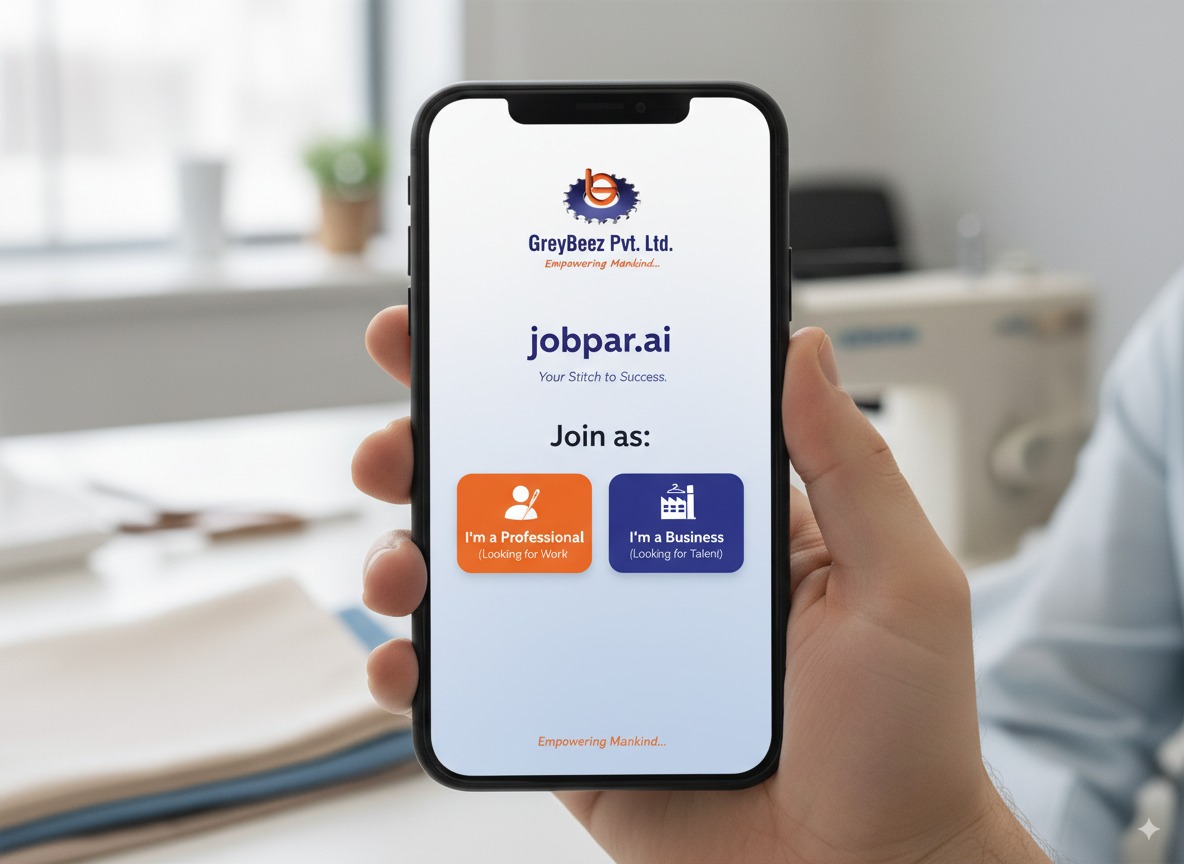 GreyBeez Pvt. Ltd.
Empowering Mankind...
jobpar.ai
Your Stitch to Success.
Join as:
I'm a Professional
(Looking for Work
I'm a Business
(Looking for Talent)
Empowering Mankind...